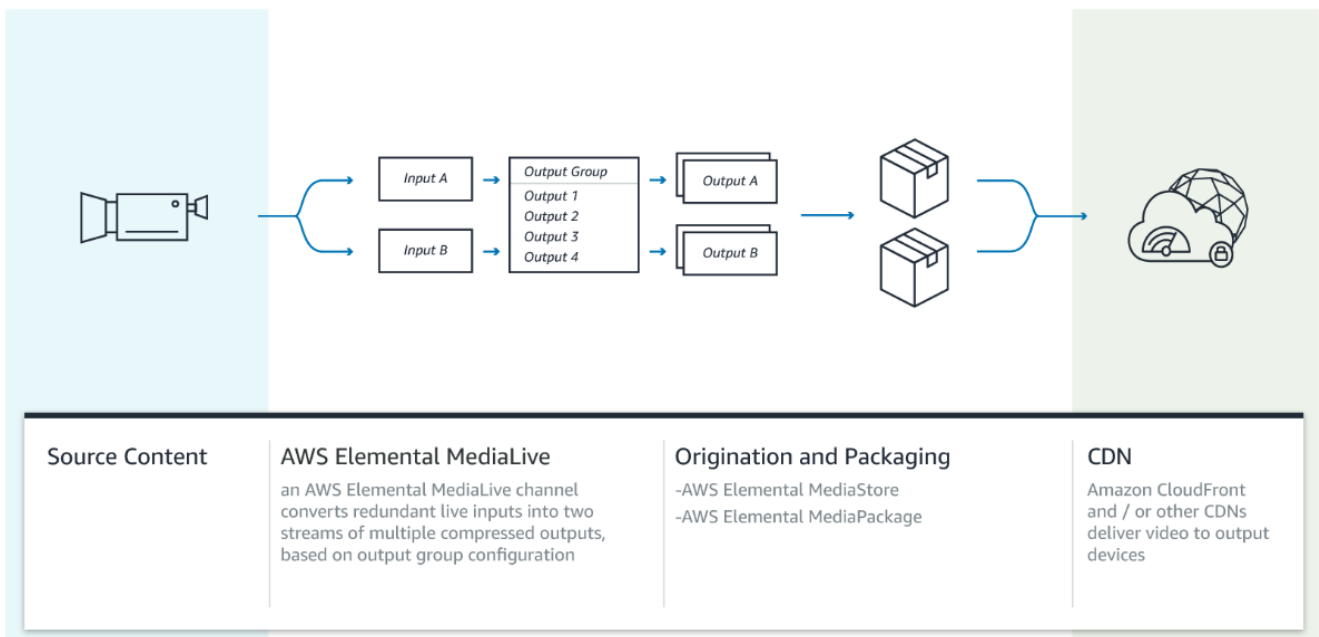 Input A
Input B
Output Group
Output 1
Output 2
Output 3
Output 4
Output A
Output B
Source Content
AWS Elemental MediaLive
an AWS Elemental MediaLive channel
converts redundant live inputs into two
streams of multiple compressed outputs,
based on output group configuration
Origination and Packaging
-AWS Elemental MediaStore
-AWS Elemental MediaPackage
CDN
Amazon CloudFront
and / or other CDNs
deliver video to output
devices